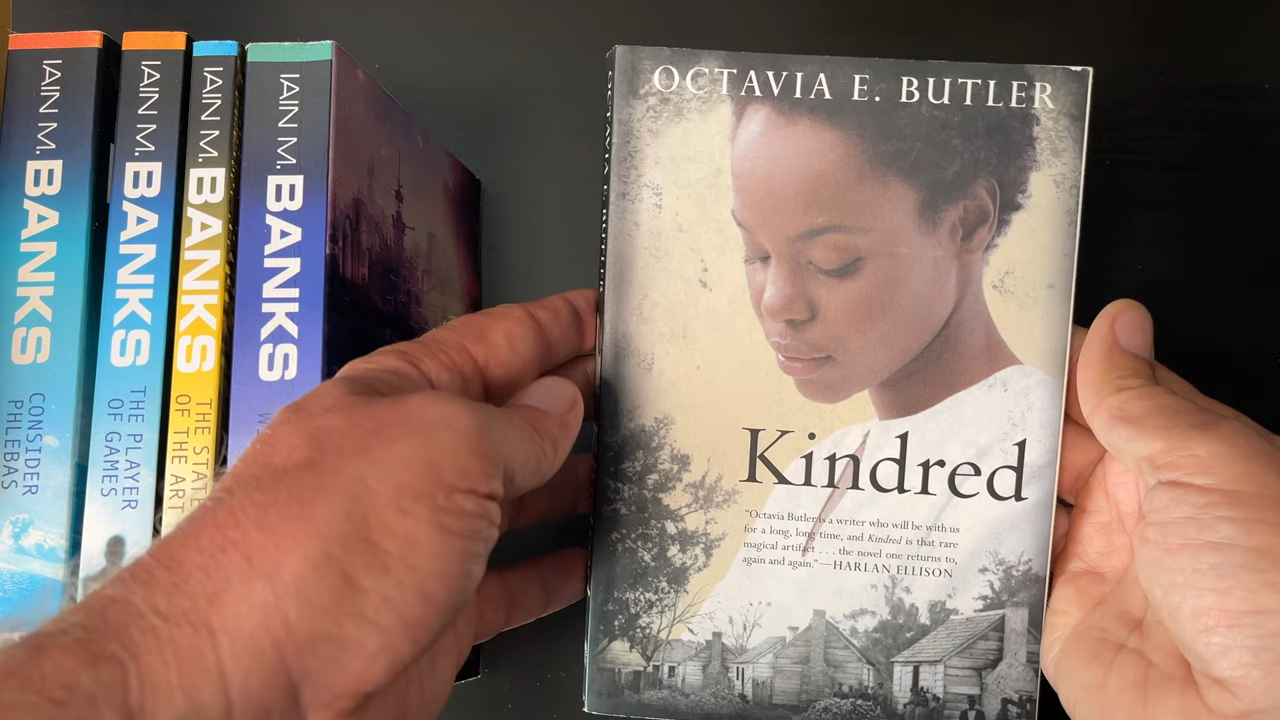 IAIN M. BANKS
CONSIDER
PHLEBAS
IAIN M. BANKS
THE PLAYER
OF GAMES
IAIN M. BANKS
THE STATE
OF THE ART
IAIN M. BANKS
OCTAVIA E. BUTLER
OCTAVIA E. BUTLER
Kindred
“Octavia Butler is a writer who will be with us
for a long, long time, and Kindred is that rare
magical artifact . . . the novel one returns to,
again and again.” —HARLAN ELLISON